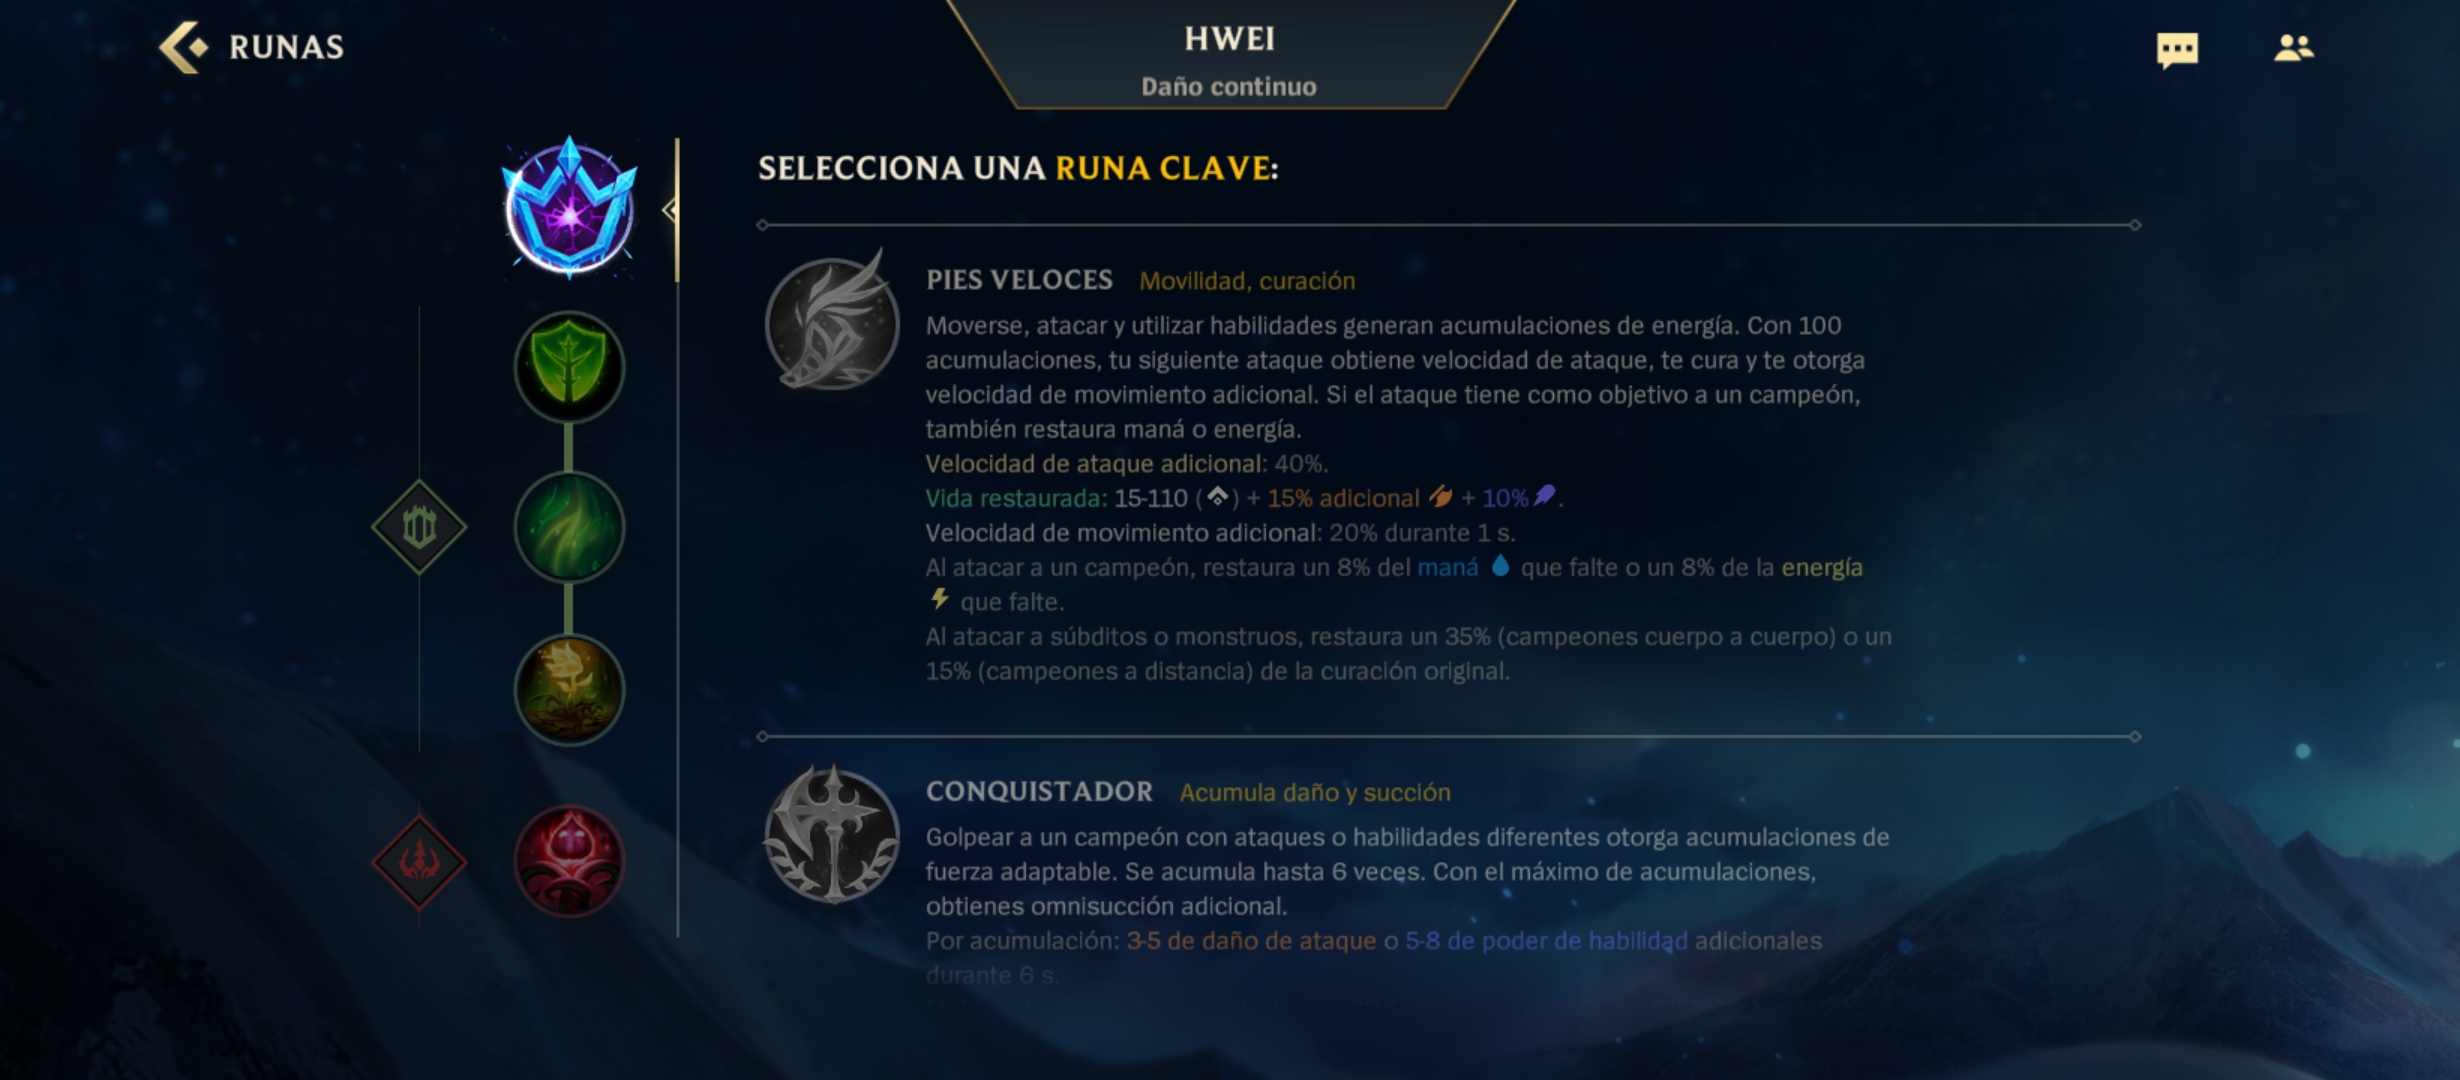 RUNAS
HWEI
Daño continuo
SELECCIONA UNA RUNA CLAVE:
PIES VELOCES Movilidad, curación
Moverse, atacar y utilizar habilidades generan acumulaciones de energía. Con 100
acumulaciones, tu siguiente ataque obtiene velocidad de ataque, te cura y te otorga
velocidad de movimiento adicional. Si el ataque tiene como objetivo a un campeón,
también restaura maná o energía.
Velocidad de ataque adicional: 40%.
Vida restaurada: 15-110 ( ) + 15% adicional + 10% .
Velocidad de movimiento adicional: 20% durante 1 s.
Al atacar a un campeón, restaura un 8% del maná que falte o un 8% de la energía
que falte.
Al atacar a súbditos o monstruos, restaura un 35% (campeones cuerpo a cuerpo) o un
15% (campeones a distancia) de la curación original.
CONQUISTADOR Acumula daño y succión
Golpear a un campeón con ataques o habilidades diferentes otorga acumulaciones de
fuerza adaptable. Se acumula hasta 6 veces. Con el máximo de acumulaciones,
obtienes omnisucción adicional.
Por acumulación: 3-5 de daño de ataque o 5-8 de poder de habilidad adicionales
durante 6 s.